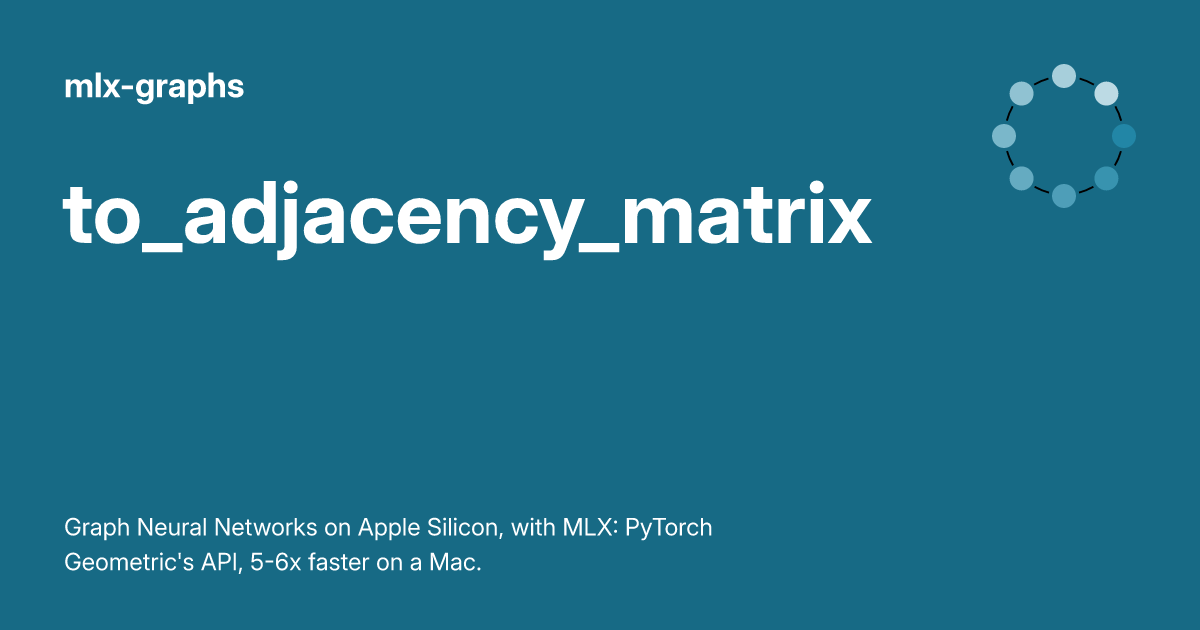 mlx-graphs
to_adjacency_matrix
Graph Neural Networks on Apple Silicon, with MLX: PyTorch
Geometric's API, 5-6x faster on a Mac.